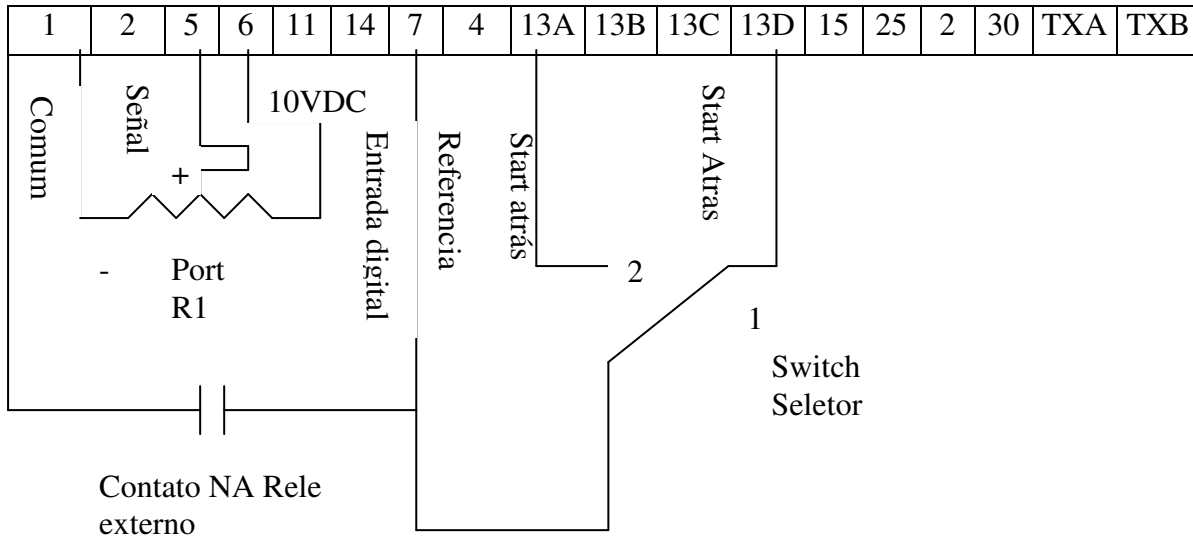 1 2 5 6 11 14 7 4 13A 13B 13C 13D 15 25 2 30 TXA TXB
Comum
Señal
10VDC
+
Entrada digital
Referencia
Start atrás
Start Atras
-
Port
R1
2
1
Switch
Seletor
Contato NA Rele
externo